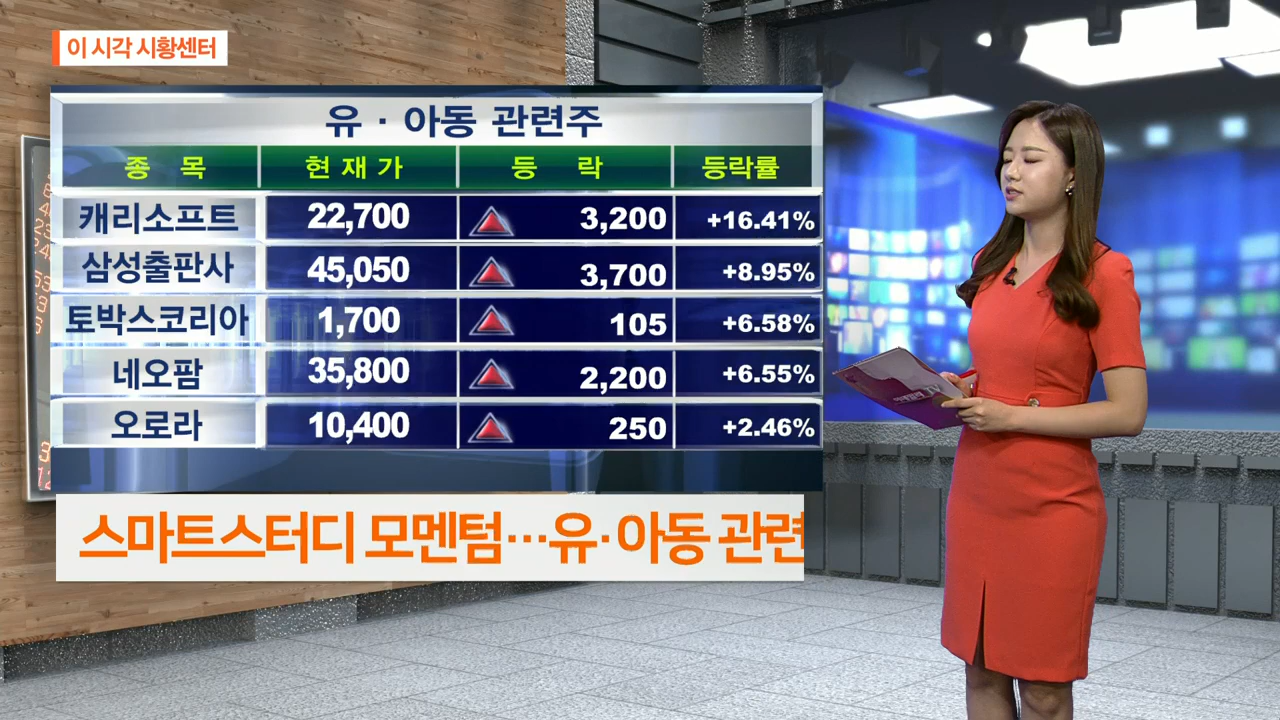 이 시각 시황센터
유 · 아동 관련주
종 목 현 재 가 등 락 등락률
캐리소프트 22,700 ▲ 3,200 +16.41%
삼성출판사 45,050 ▲ 3,700 +8.95%
토박스코리아 1,700 ▲ 105 +6.58%
네오팜 35,800 ▲ 2,200 +6.55%
오로라 10,400 ▲ 250 +2.46%
스마트스터디 모멘텀…유·아동 관련